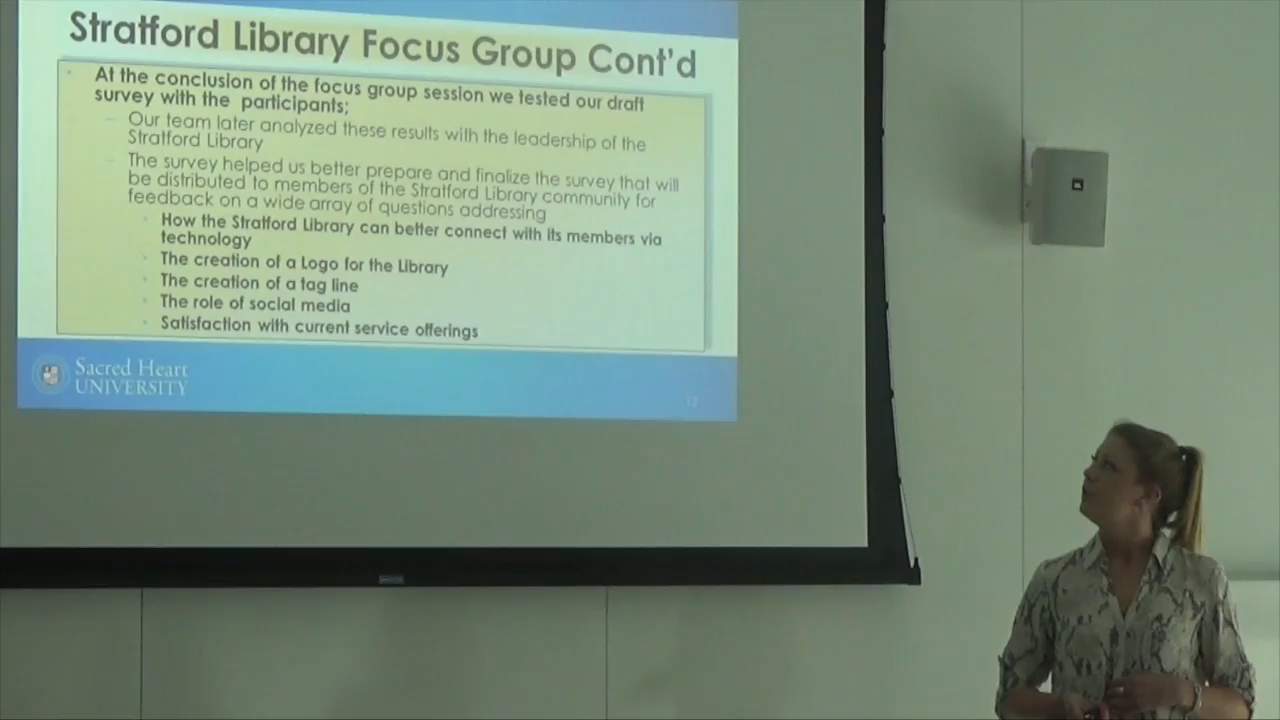 Stratford Library Focus Group Cont'd
At the conclusion of the focus group session we tested our draft
survey with the participants;
Our team later analyzed these results with the leadership of the
Stratford Library
The survey helped us better prepare and finalize the survey that will
be distributed to members of the Stratford Library community for
feedback on a wide array of questions addressing
How the Stratford Library can better connect with its members via
technology
The creation of a Logo for the Library
The creation of a tag line
The role of social media
Satisfaction with current service offerings
Sacred Heart
UNIVERSITY